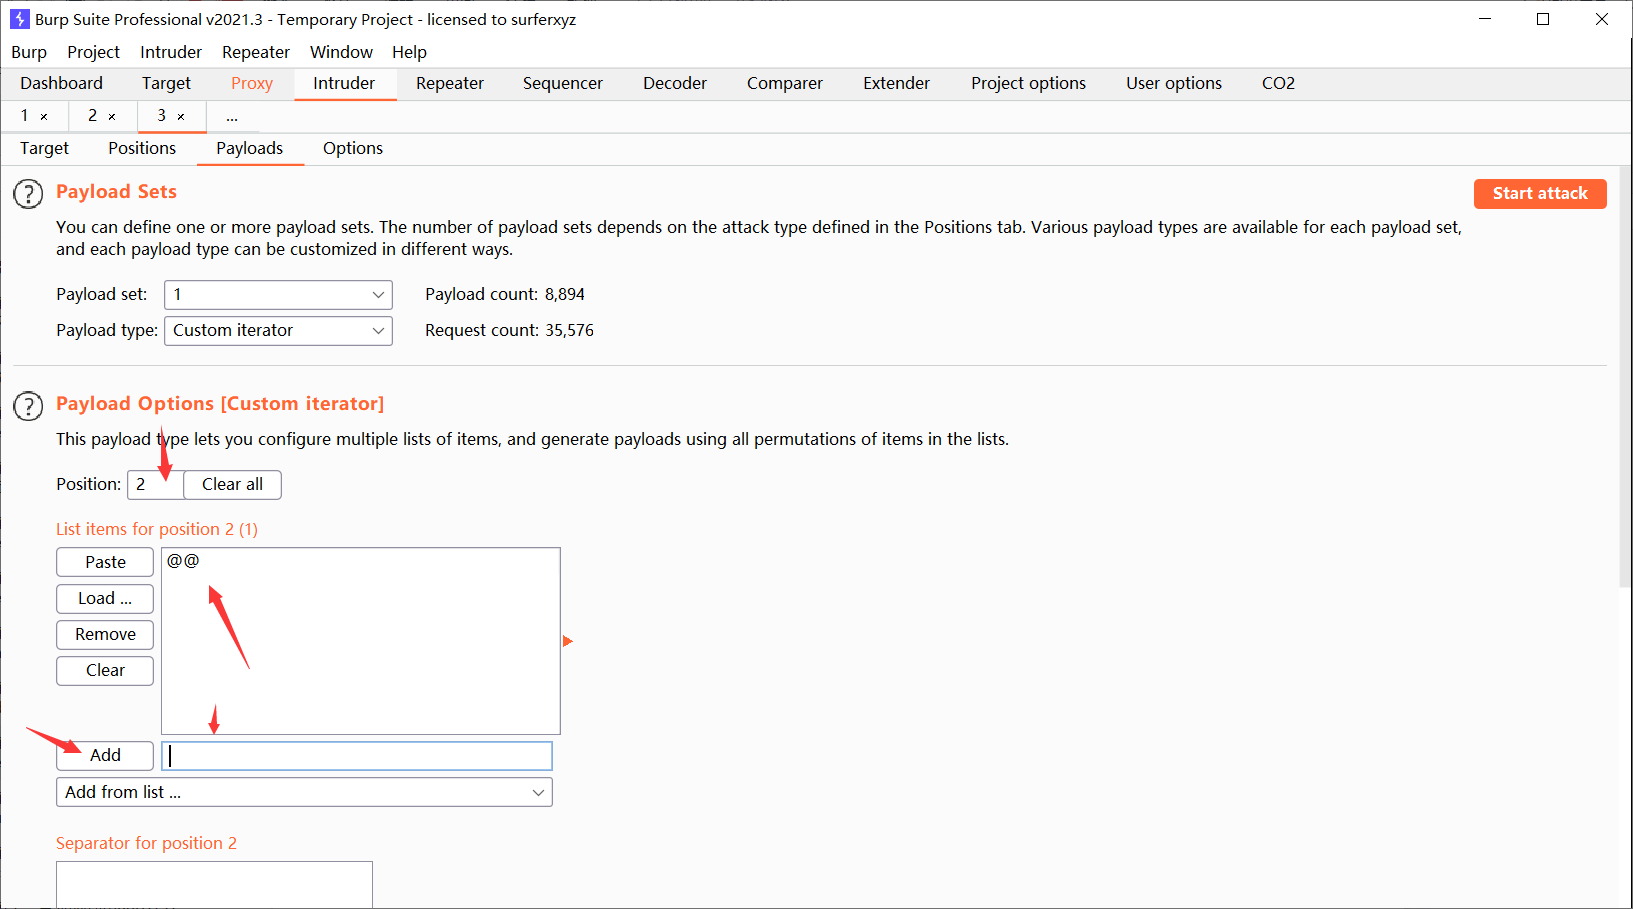 Burp Suite Professional v2021.3 - Temporary Project - licensed to surferxyz
Burp Project Intruder Repeater Window Help
Dashboard Target Proxy Intruder Repeater Sequencer Decoder Comparer Extender Project options User options CO2
1 × 2 × 3 × ...
Target Positions Payloads Options
? Payload Sets
Start attack
You can define one or more payload sets. The number of payload sets depends on the attack type defined in the Positions tab. Various payload types are available for each payload set,
and each payload type can be customized in different ways.
Payload set: 1 Payload count: 8,894
Payload type: Custom iterator Request count: 35,576
? Payload Options [Custom iterator]
This payload type lets you configure multiple lists of items, and generate payloads using all permutations of items in the lists.
Position: 2 Clear all
List items for position 2 (1)
Paste @@
Load ...
Remove
Clear
Add
Add from list ...
Separator for position 2